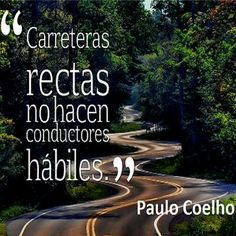 “Carreteras
rectas
no hacen
conductores
hábiles.”
Paulo Coelho